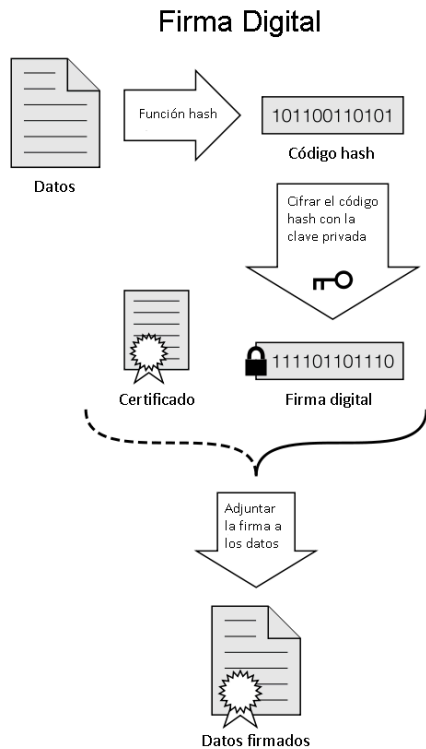 Firma Digital
Función hash
101100110101
Código hash
Datos
Cifrar el código
hash con la
clave privada
111101101110
Certificado
Firma digital
Adjuntar
la firma a
los datos
Datos firmados